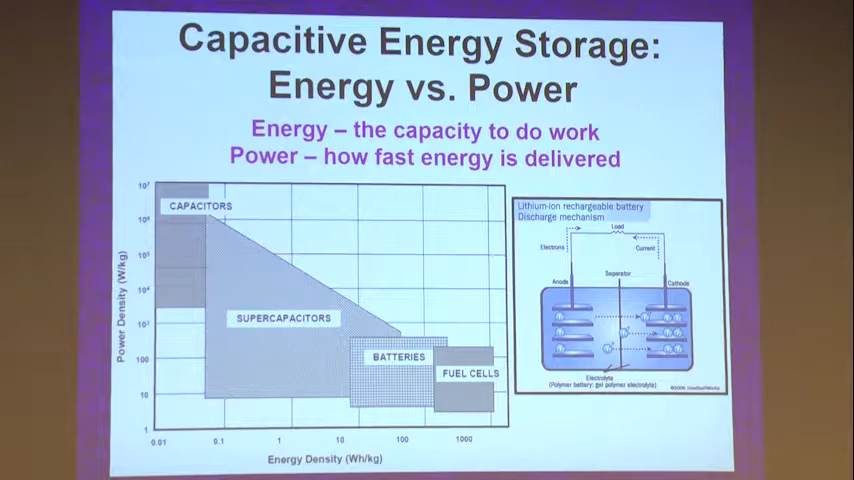 Capacitive Energy Storage:
Energy vs. Power
Energy – the capacity to do work
Power – how fast energy is delivered
10⁷
10⁶
10⁵
10⁴
10³
100
10
1
Power Density (W/kg)
CAPACITORS
SUPERCAPACITORS
BATTERIES
FUEL CELLS
0.01
0.1
1
10
100
1000
Energy Density (Wh/kg)
Lithium-ion rechargeable battery
Discharge mechanism
Load
Electrons
Current
Separator
Anode
Cathode
Electrolyte
(Polymer battery: gel polymer electrolyte)